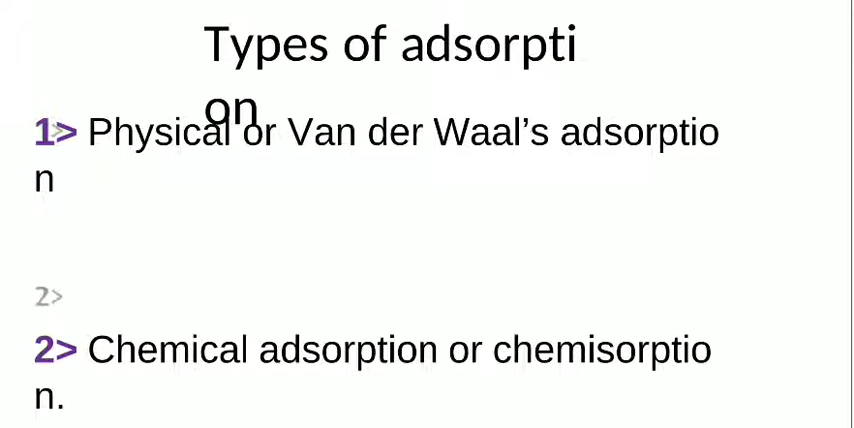 Types of adsorpti
on
1> Physical or Van der Waal’s adsorptio
n
2>
2> Chemical adsorption or chemisorptio
n.